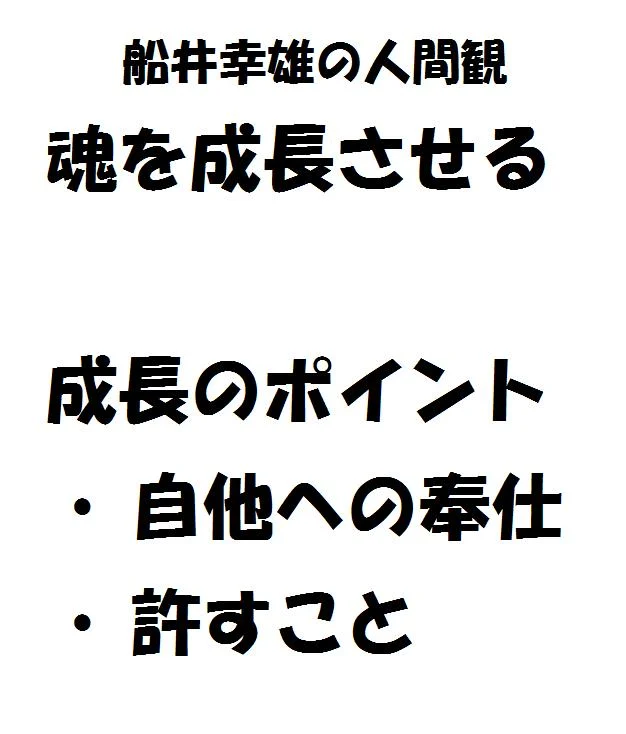 船井幸雄の人間観
魂を成長させる
成長のポイント
・自他への奉仕
・許すこと